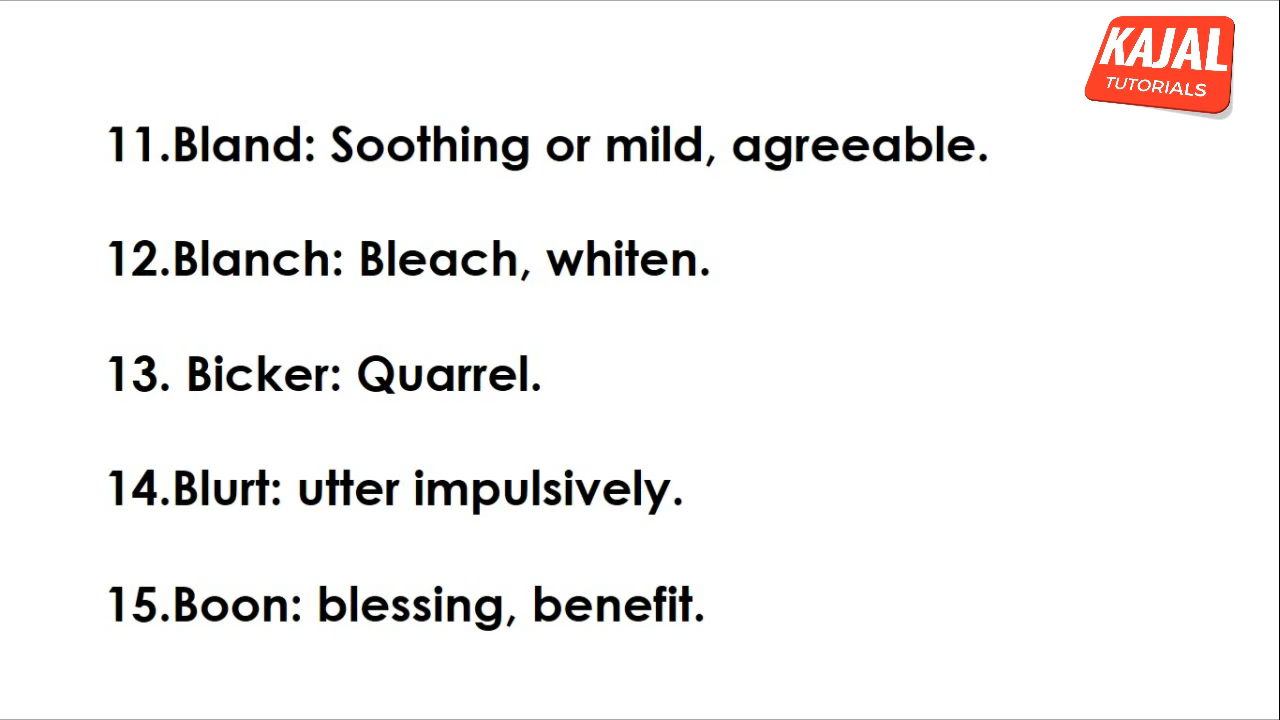 KAJAL
TUTORIALS
11.Bland: Soothing or mild, agreeable.
12.Blanch: Bleach, whiten.
13. Bicker: Quarrel.
14.Blurt: utter impulsively.
15.Boon: blessing, benefit.